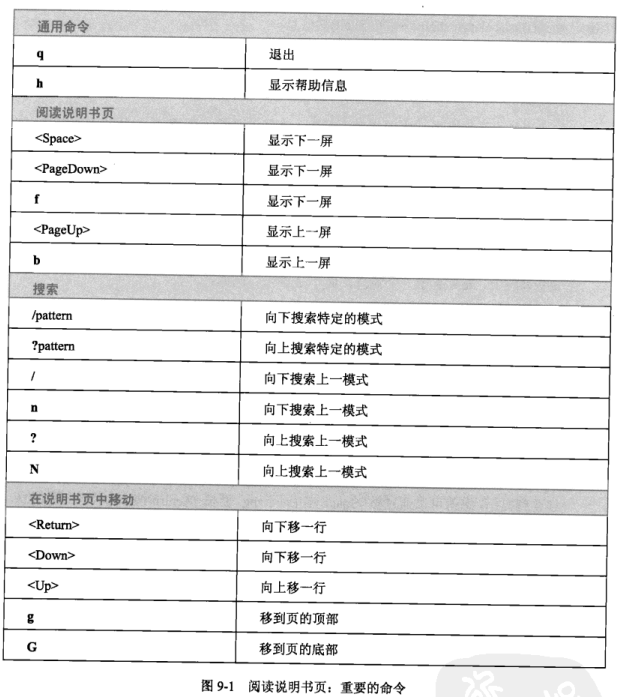 通用命令
q 退出
h 显示帮助信息
阅读说明书页
<Space> 显示下一屏
<PageDown> 显示下一屏
f 显示下一屏
<PageUp> 显示上一屏
b 显示上一屏
搜索
/pattern 向下搜索特定的模式
?pattern 向上搜索特定的模式
/ 向下搜索上一模式
n 向下搜索上一模式
? 向上搜索上一模式
N 向上搜索上一模式
在说明书页中移动
<Return> 向下移一行
<Down> 向下移一行
<Up> 向上移一行
g 移到页的顶部
G 移到页的底部
图 9-1 阅读说明书页：重要的命令